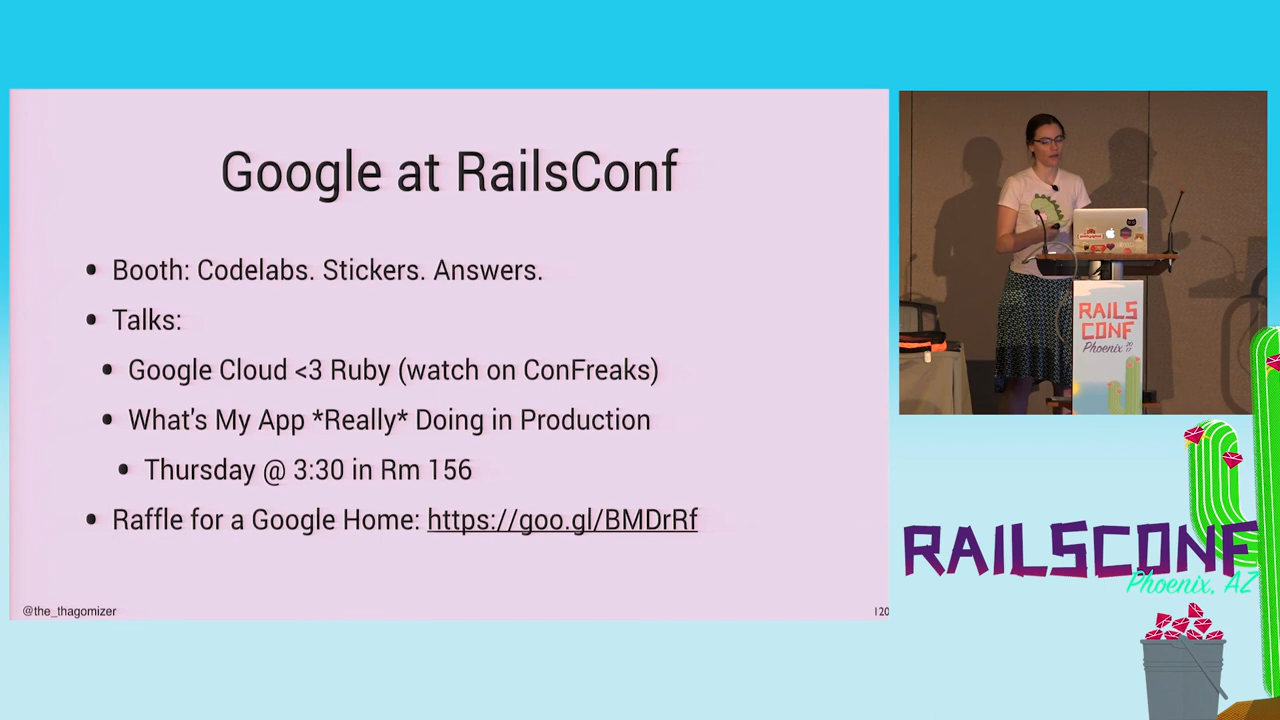 Google at RailsConf
• Booth: Codelabs. Stickers. Answers.
• Talks:
• Google Cloud <3 Ruby (watch on ConFreaks)
• What's My App *Really* Doing in Production
• Thursday @ 3:30 in Rm 156
• Raffle for a Google Home: https://goo.gl/BMDrRf
@the_thagomizer
120
RAILS
CONF
Phoenix 2017
RAILSCONF
Phoenix, AZ